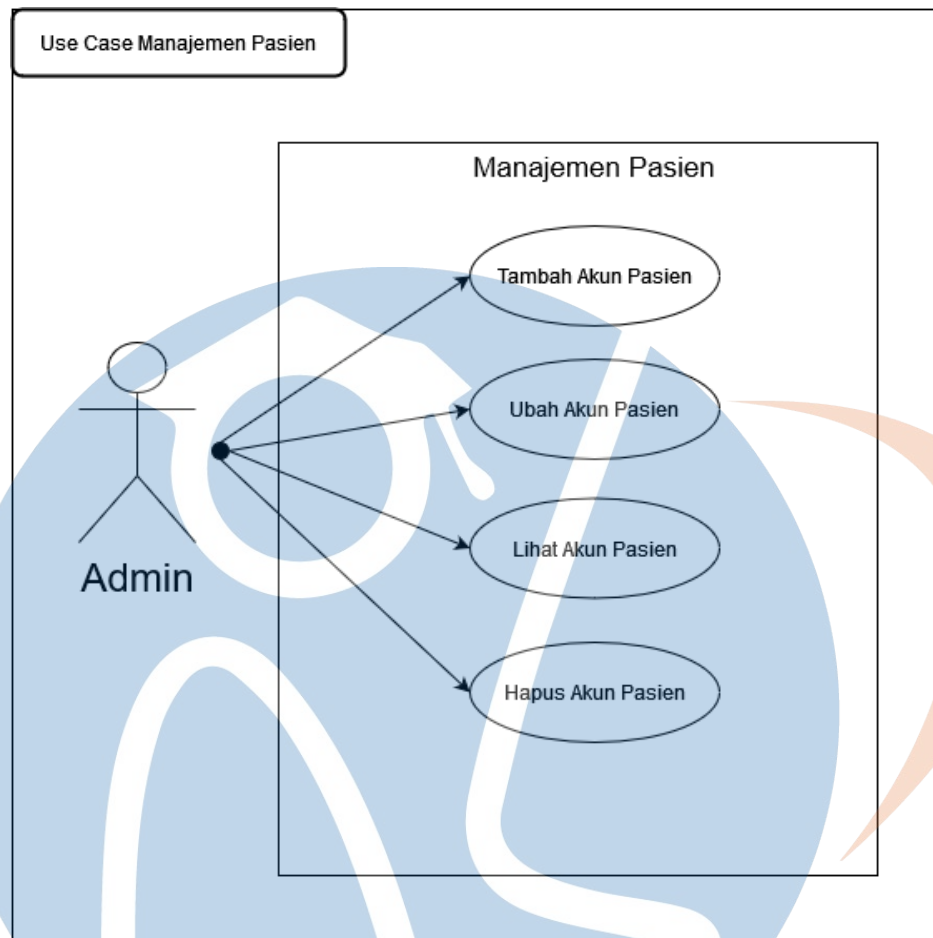 Use Case Manajemen Pasien
Manajemen Pasien
Tambah Akun Pasien
Ubah Akun Pasien
Lihat Akun Pasien
Admin
Hapus Akun Pasien